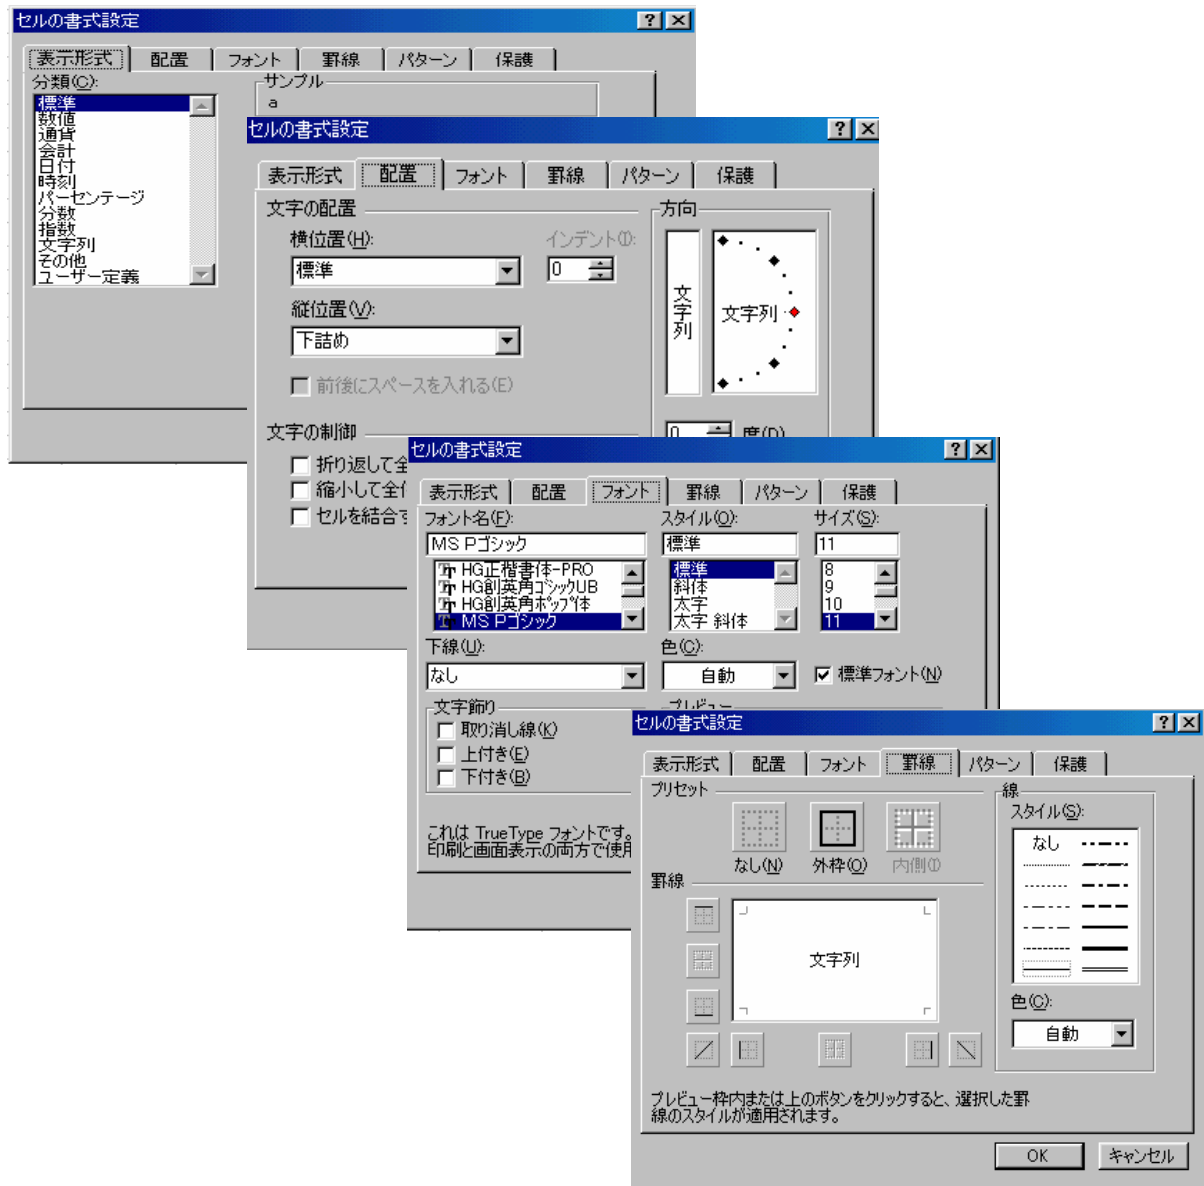 セルの書式設定
表示形式 配置 フォント 罫線 パターン 保護
分類(C):
標準
数値
通貨
会計
日付
時刻
パーセンテージ
分数
指数
文字列
その他
ユーザー定義
サンプル
a
セルの書式設定
表示形式 配置 フォント 罫線 パターン 保護
文字の配置
横位置(H):
標準
インデント(I):
0
縦位置(V):
下詰め
前後にスペースを入れる(E)
方向
文字列
文字列
0 度(D)
文字の制御
折り返して全
縮小して全
セルを結合す
セルの書式設定
表示形式 配置 フォント 罫線 パターン 保護
フォント名(F):
MS Pゴシック
HG正楷書体-PRO
HG創英角ゴシックUB
HG創英角ポップ体
MS Pゴシック
スタイル(O):
標準
標準
斜体
太字
太字 斜体
サイズ(S):
11
8
9
10
11
下線(U):
なし
色(C):
自動
標準フォント(N)
文字飾り
取り消し線(K)
上付き(E)
下付き(B)
プレビュー
これは TrueType フォントです。
印刷と画面表示の両方で使用
セルの書式設定
表示形式 配置 フォント 罫線 パターン 保護
プリセット
なし(N) 外枠(O) 内側(I)
罫線
文字列
線
スタイル(S):
なし
色(C):
自動
プレビュー枠内または上のボタンをクリックすると、選択した罫
線のスタイルが適用されます。
OK キャンセル